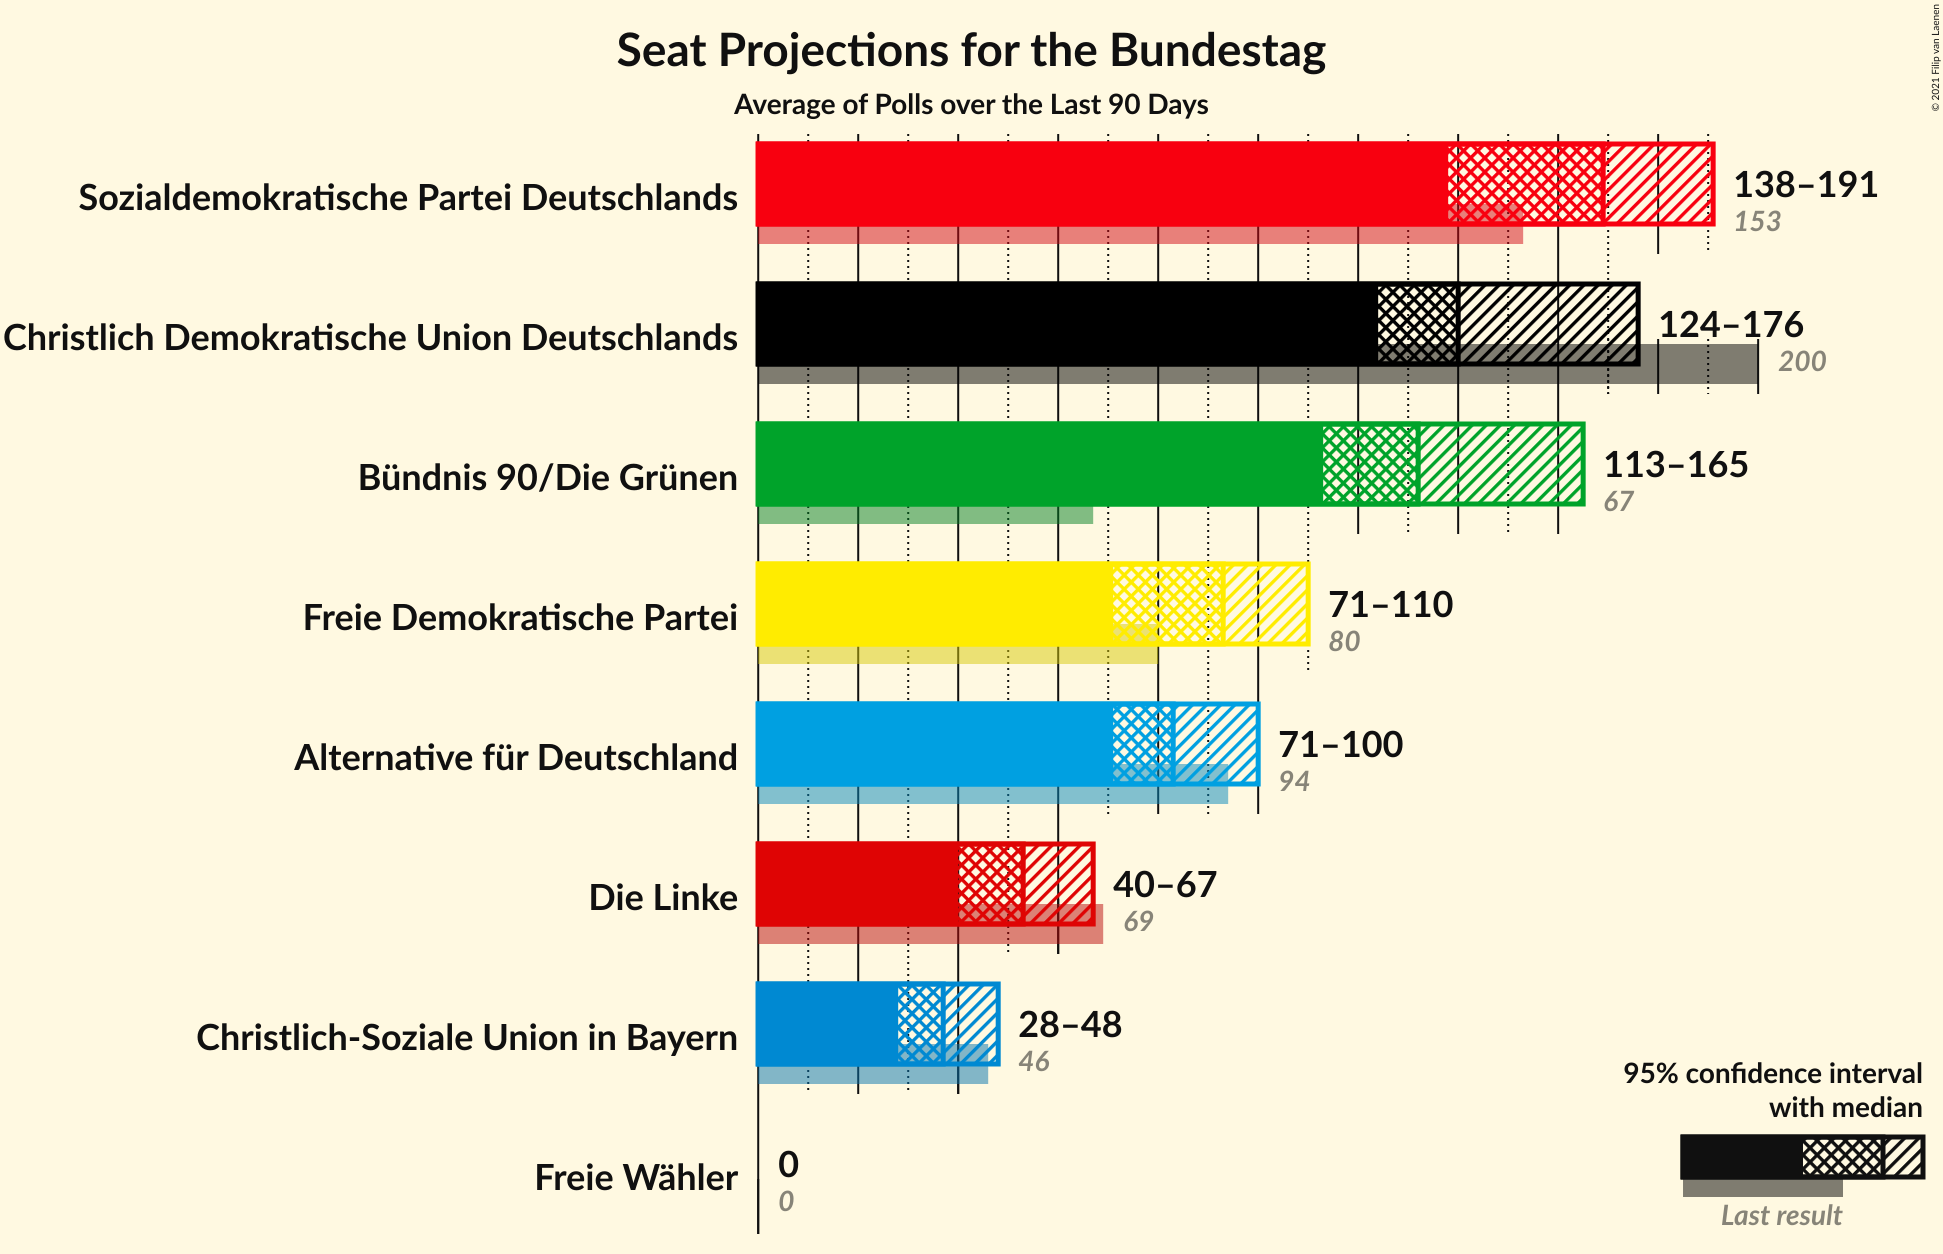 Seat Projections for the Bundestag
Average of Polls over the Last 90 Days
© 2021 Filip van Laenen
Sozialdemokratische Partei Deutschlands
138–191
153
Christlich Demokratische Union Deutschlands
124–176
200
Bündnis 90/Die Grünen
113–165
67
Freie Demokratische Partei
71–110
80
Alternative für Deutschland
71–100
94
Die Linke
40–67
69
Christlich-Soziale Union in Bayern
28–48
46
Freie Wähler
0
0
95% confidence interval
with median
Last result